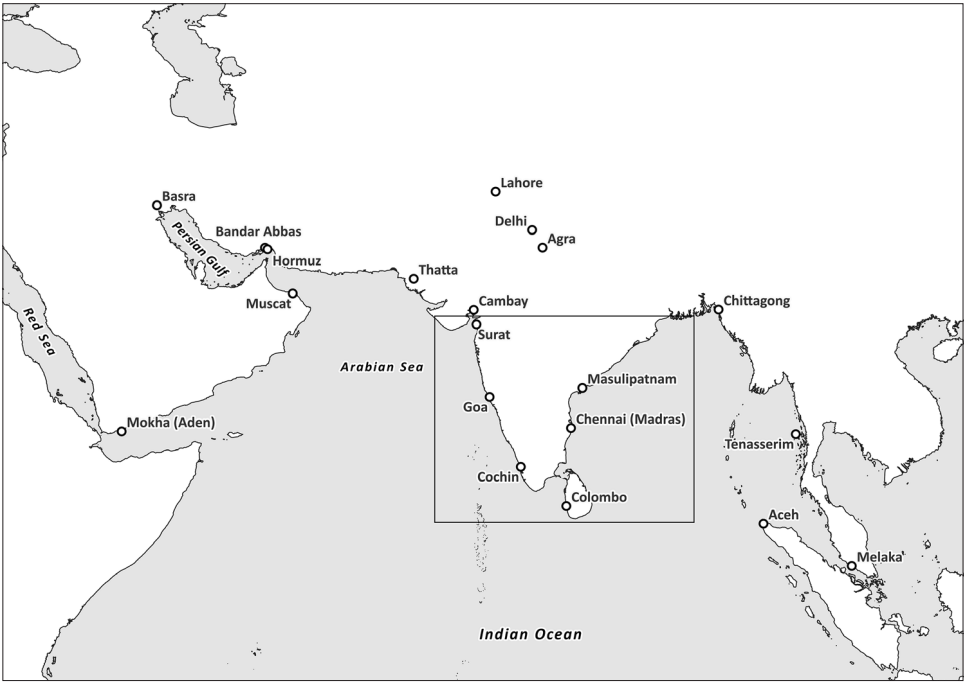 Lahore
Basra
Delhi
Bandar Abbas
Agra
Persian Gulf
Hormuz
Thatta
Muscat
Cambay
Chittagong
Red Sea
Surat
Arabian Sea
Masulipatnam
Goa
Mokha (Aden)
Chennai (Madras)
Tenasserim
Cochin
Colombo
Aceh
Melaka
Indian Ocean